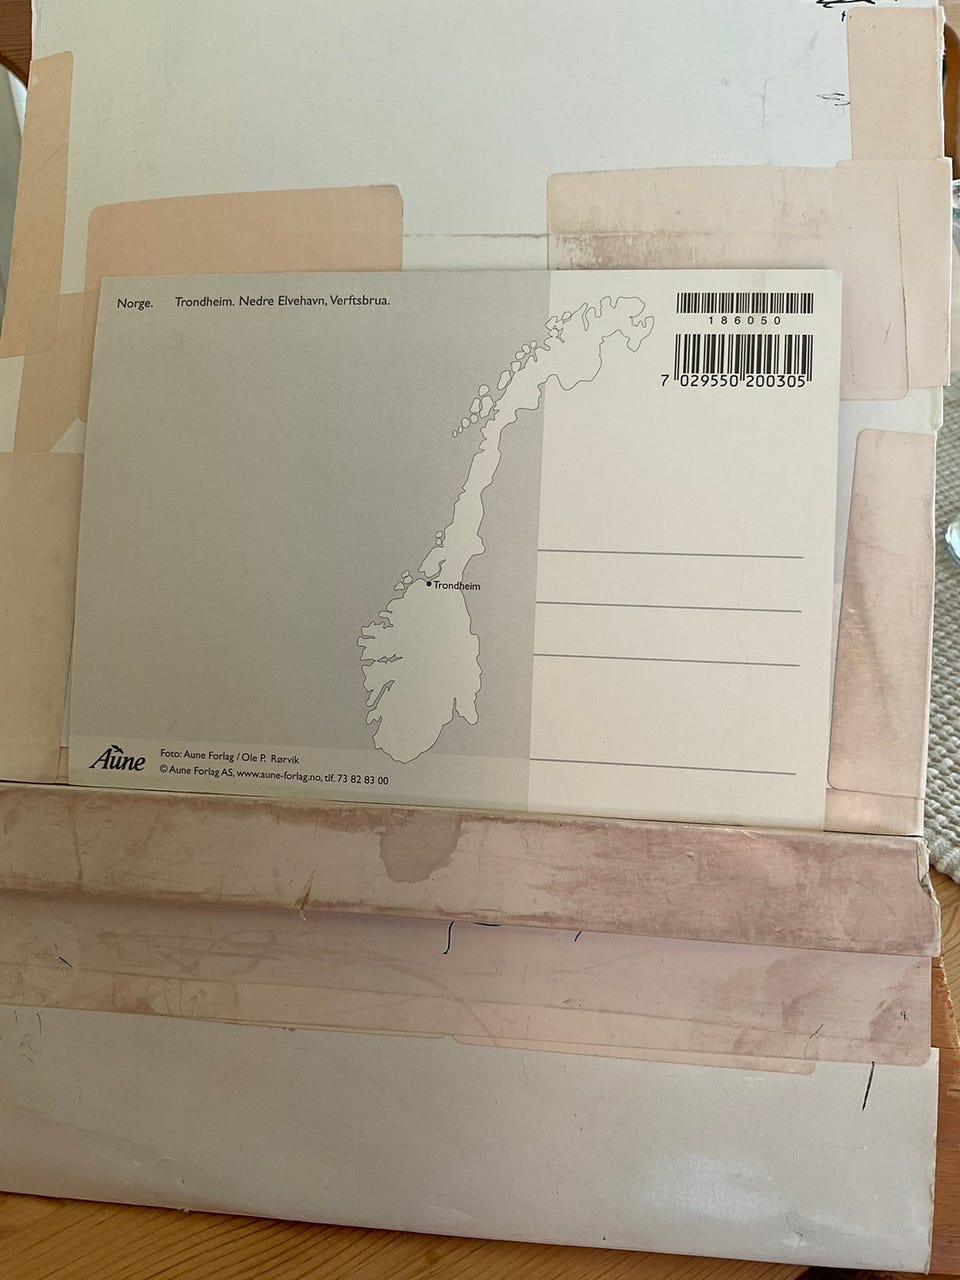 Norge. Trondheim. Nedre Elvehavn, Verftsbrua.
186050
7 029550 200305
Trondheim
Aune
Foto: Aune Forlag / Ole P. Rørvik
© Aune Forlag AS, www.aune-forlag.no, tlf. 73 82 83 00